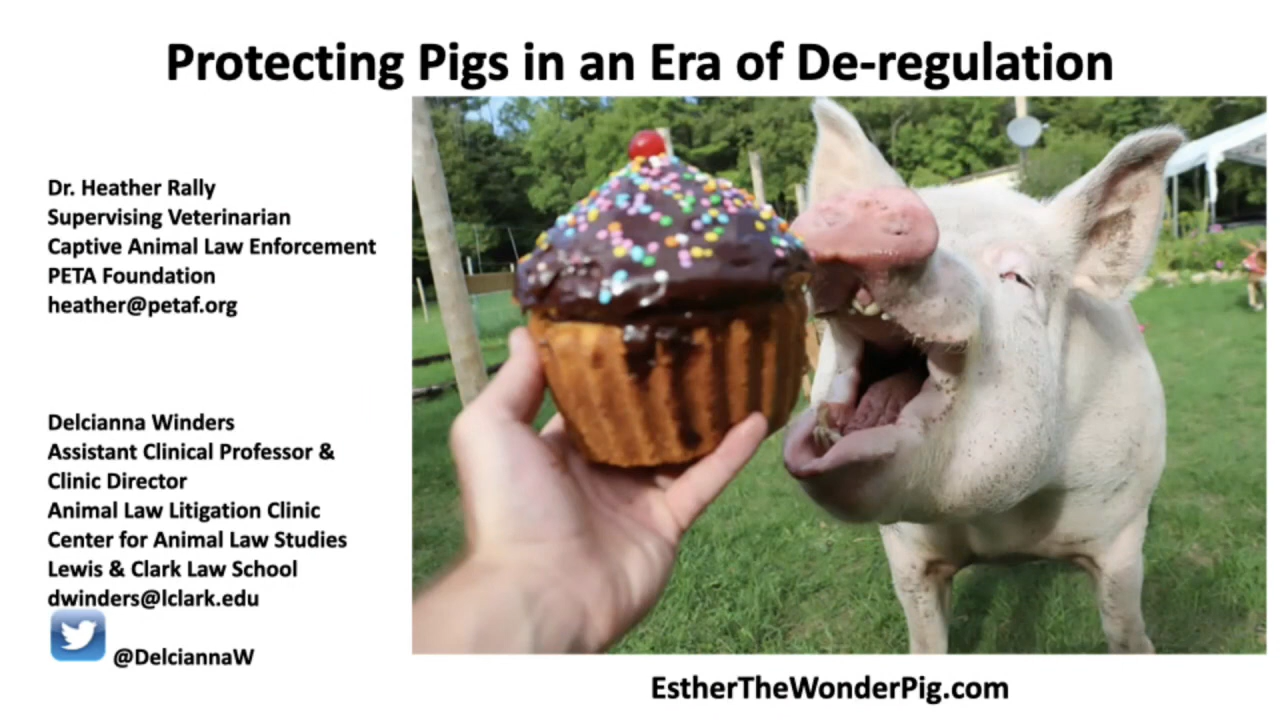 Protecting Pigs in an Era of De-regulation
Dr. Heather Rally
Supervising Veterinarian
Captive Animal Law Enforcement
PETA Foundation
heather@petaf.org
Delcianna Winders
Assistant Clinical Professor &
Clinic Director
Animal Law Litigation Clinic
Center for Animal Law Studies
Lewis & Clark Law School
dwinders@lclark.edu
@DelciannaW
EstherTheWonderPig.com